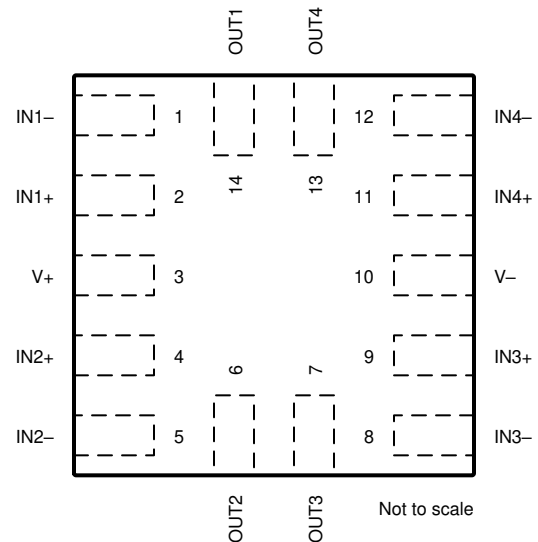 OUT1 OUT4
IN1– 1 12 IN4–
14 13
IN1+ 2 11 IN4+
V+ 3 10 V–
IN2+ 4 6 7 9 IN3+
IN2– 5 8 IN3–
OUT2 OUT3
Not to scale